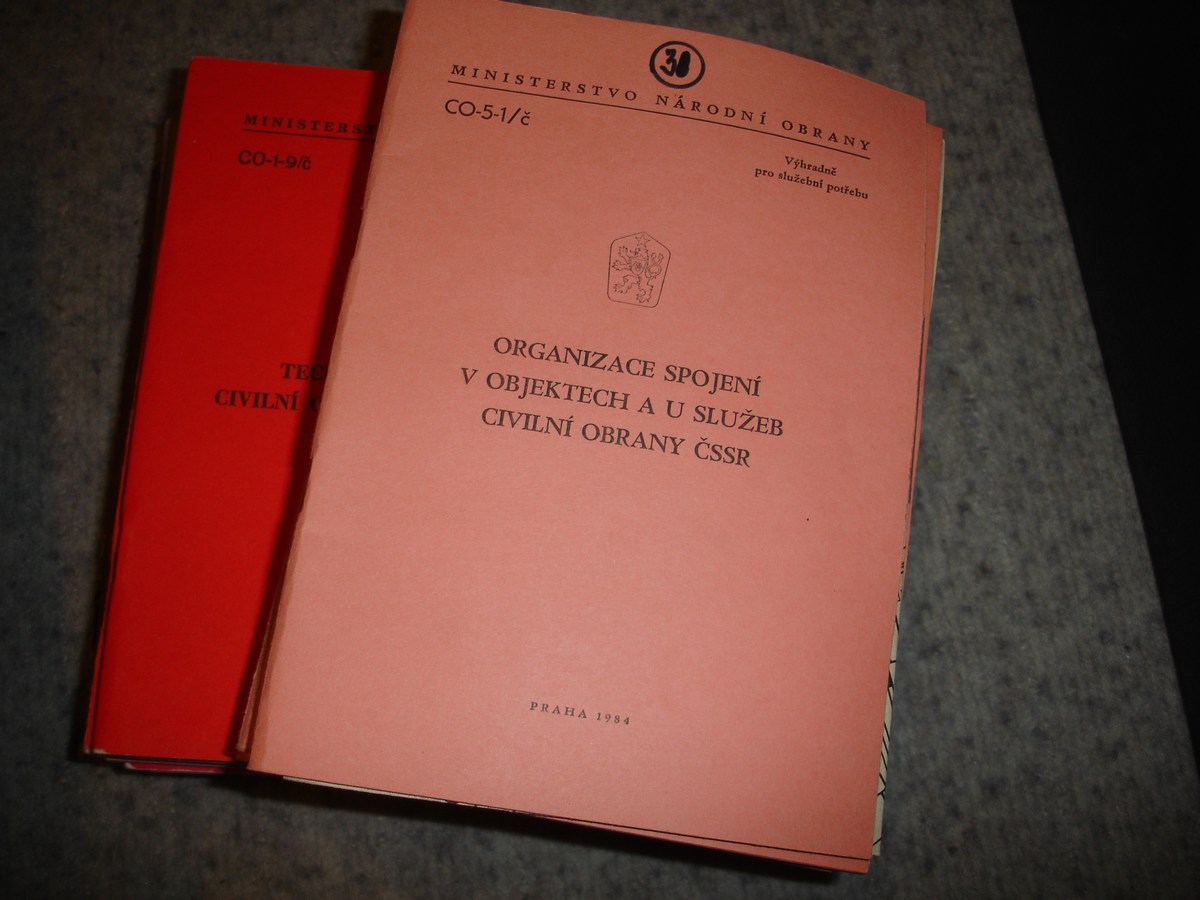 30
MINISTERSTVO NÁRODNÍ OBRANY
CO-5-1/č
Výhradně
pro služební potřebu
ORGANIZACE SPOJENÍ
V OBJEKTECH A U SLUŽEB
CIVILNÍ OBRANY ČSSR
PRAHA 1984
MINISTERST
CO-1-9/č
TEC
CIVILNÍ